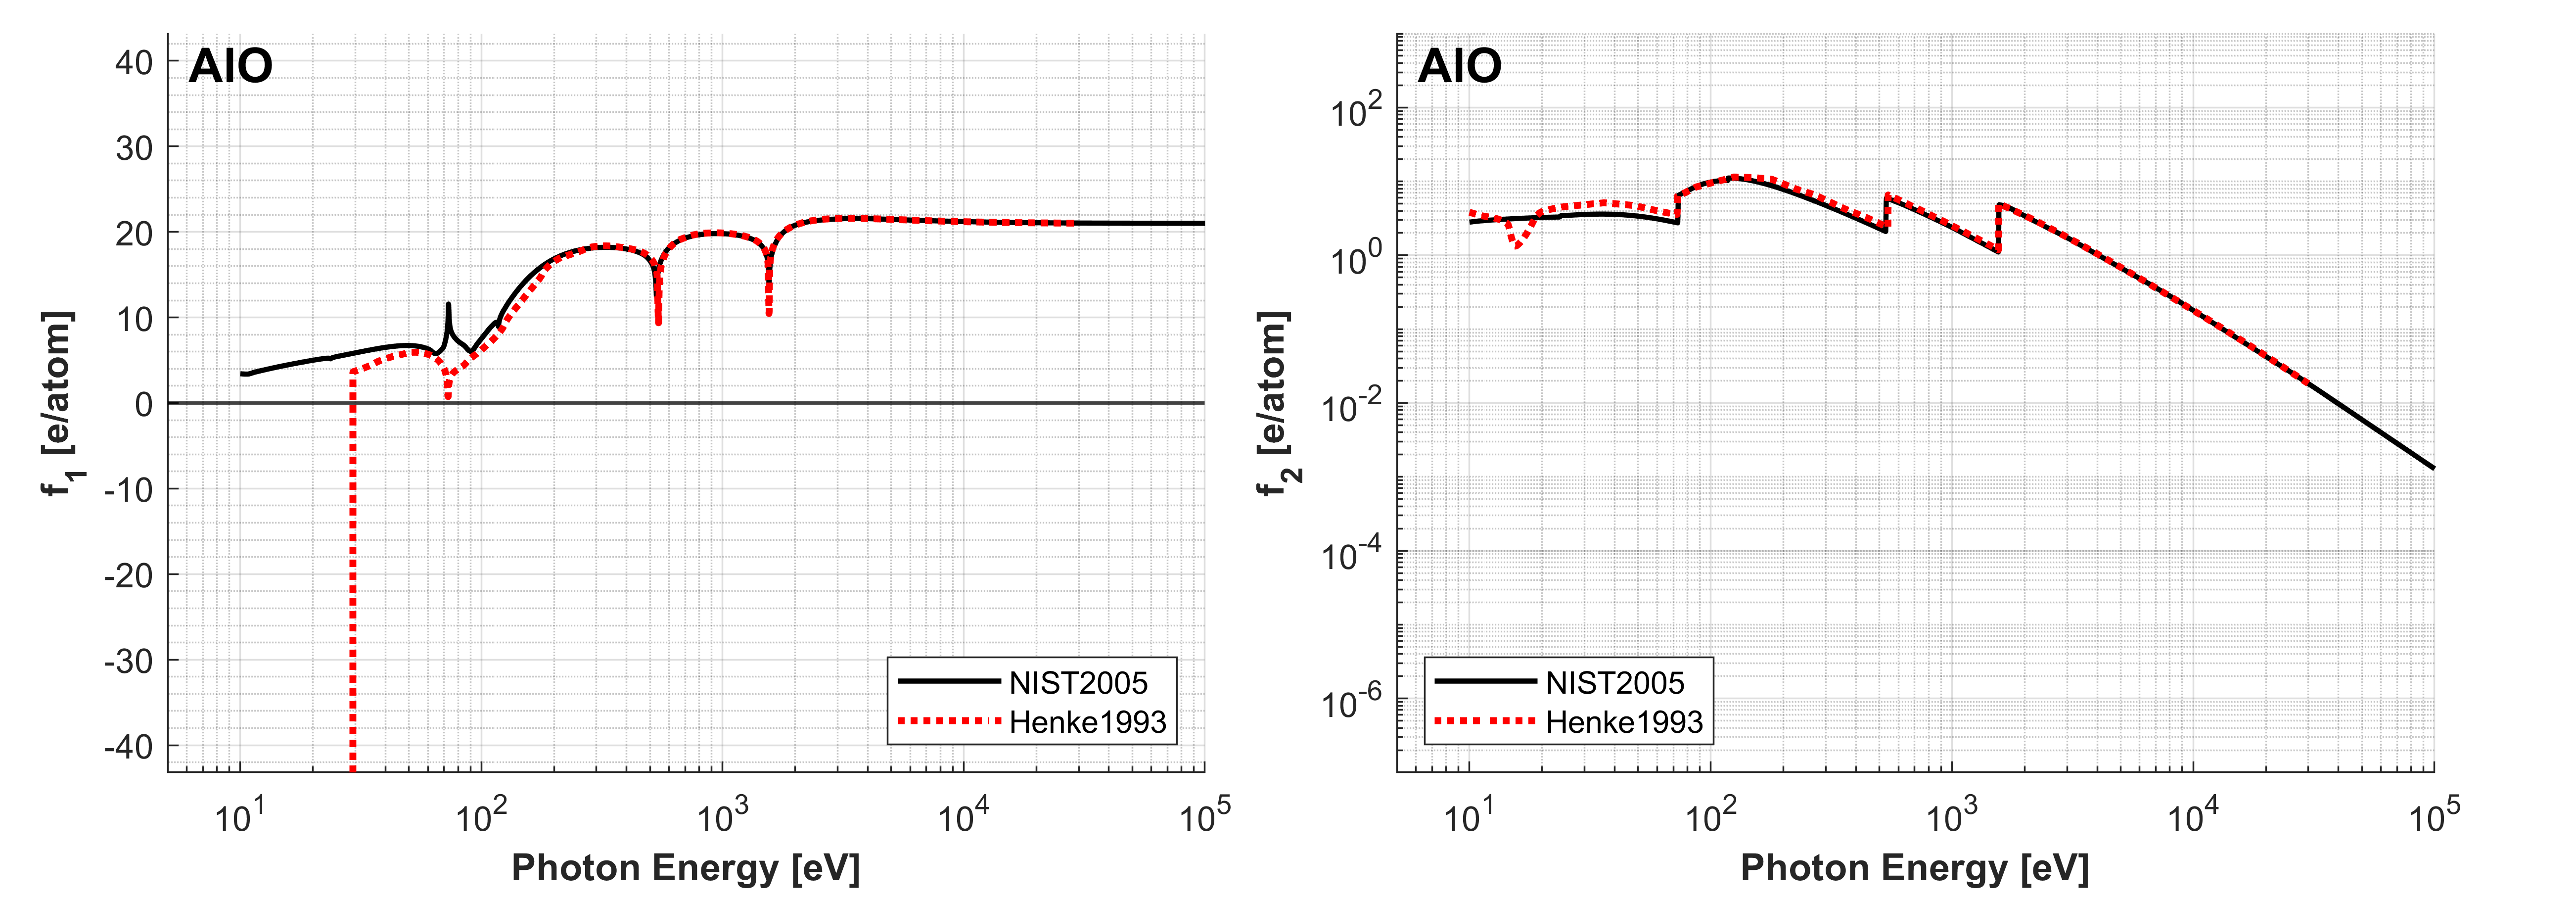 AlO
40
30
20
10
0
-10
-20
-30
-40
f1 [e/atom]
NIST2005
Henke1993
10^1 10^2 10^3 10^4 10^5
Photon Energy [eV]
AlO
10^2
10^0
10^-2
10^-4
10^-6
f2 [e/atom]
NIST2005
Henke1993
10^1 10^2 10^3 10^4 10^5
Photon Energy [eV]